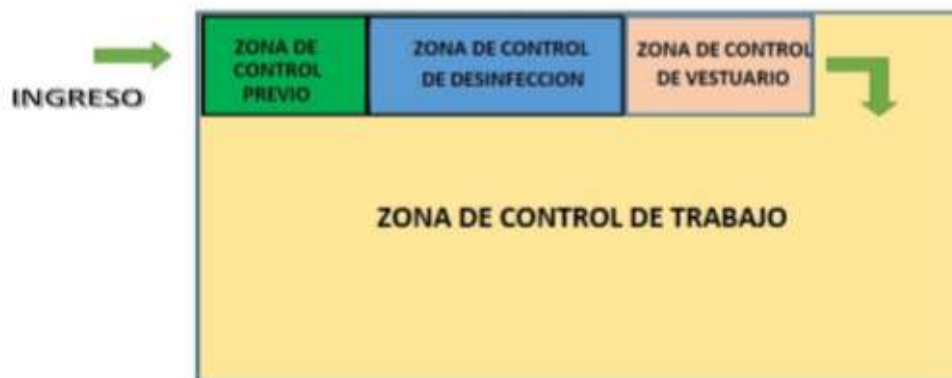 INGRESO
ZONA DE
CONTROL
PREVIO
ZONA DE CONTROL
DE DESINFECCION
ZONA DE CONTROL
DE VESTUARIO
ZONA DE CONTROL DE TRABAJO